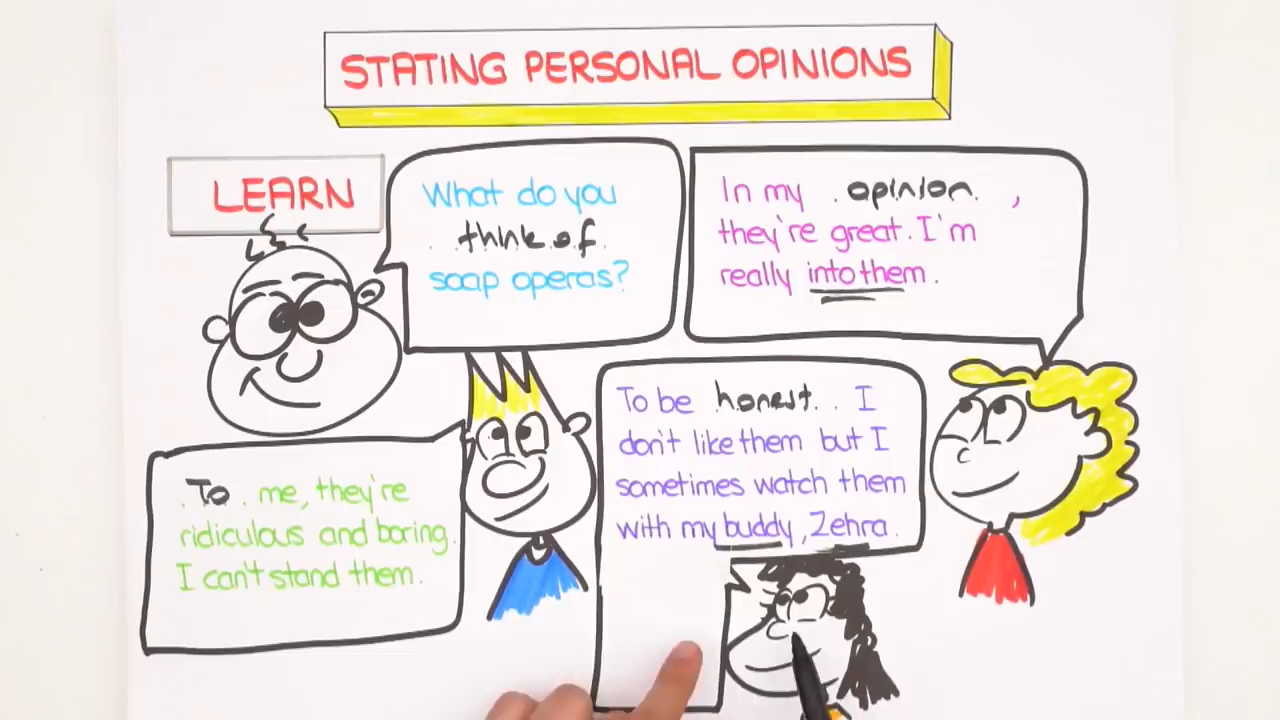 STATING PERSONAL OPINIONS
LEARN
What do you
think of
soap operas?
In my opinion ,
they're great. I'm
really into them.
To me, they're
ridiculous and boring.
I can't stand them.
To be honest. I
don't like them but I
sometimes watch them
with my buddy, Zehra.